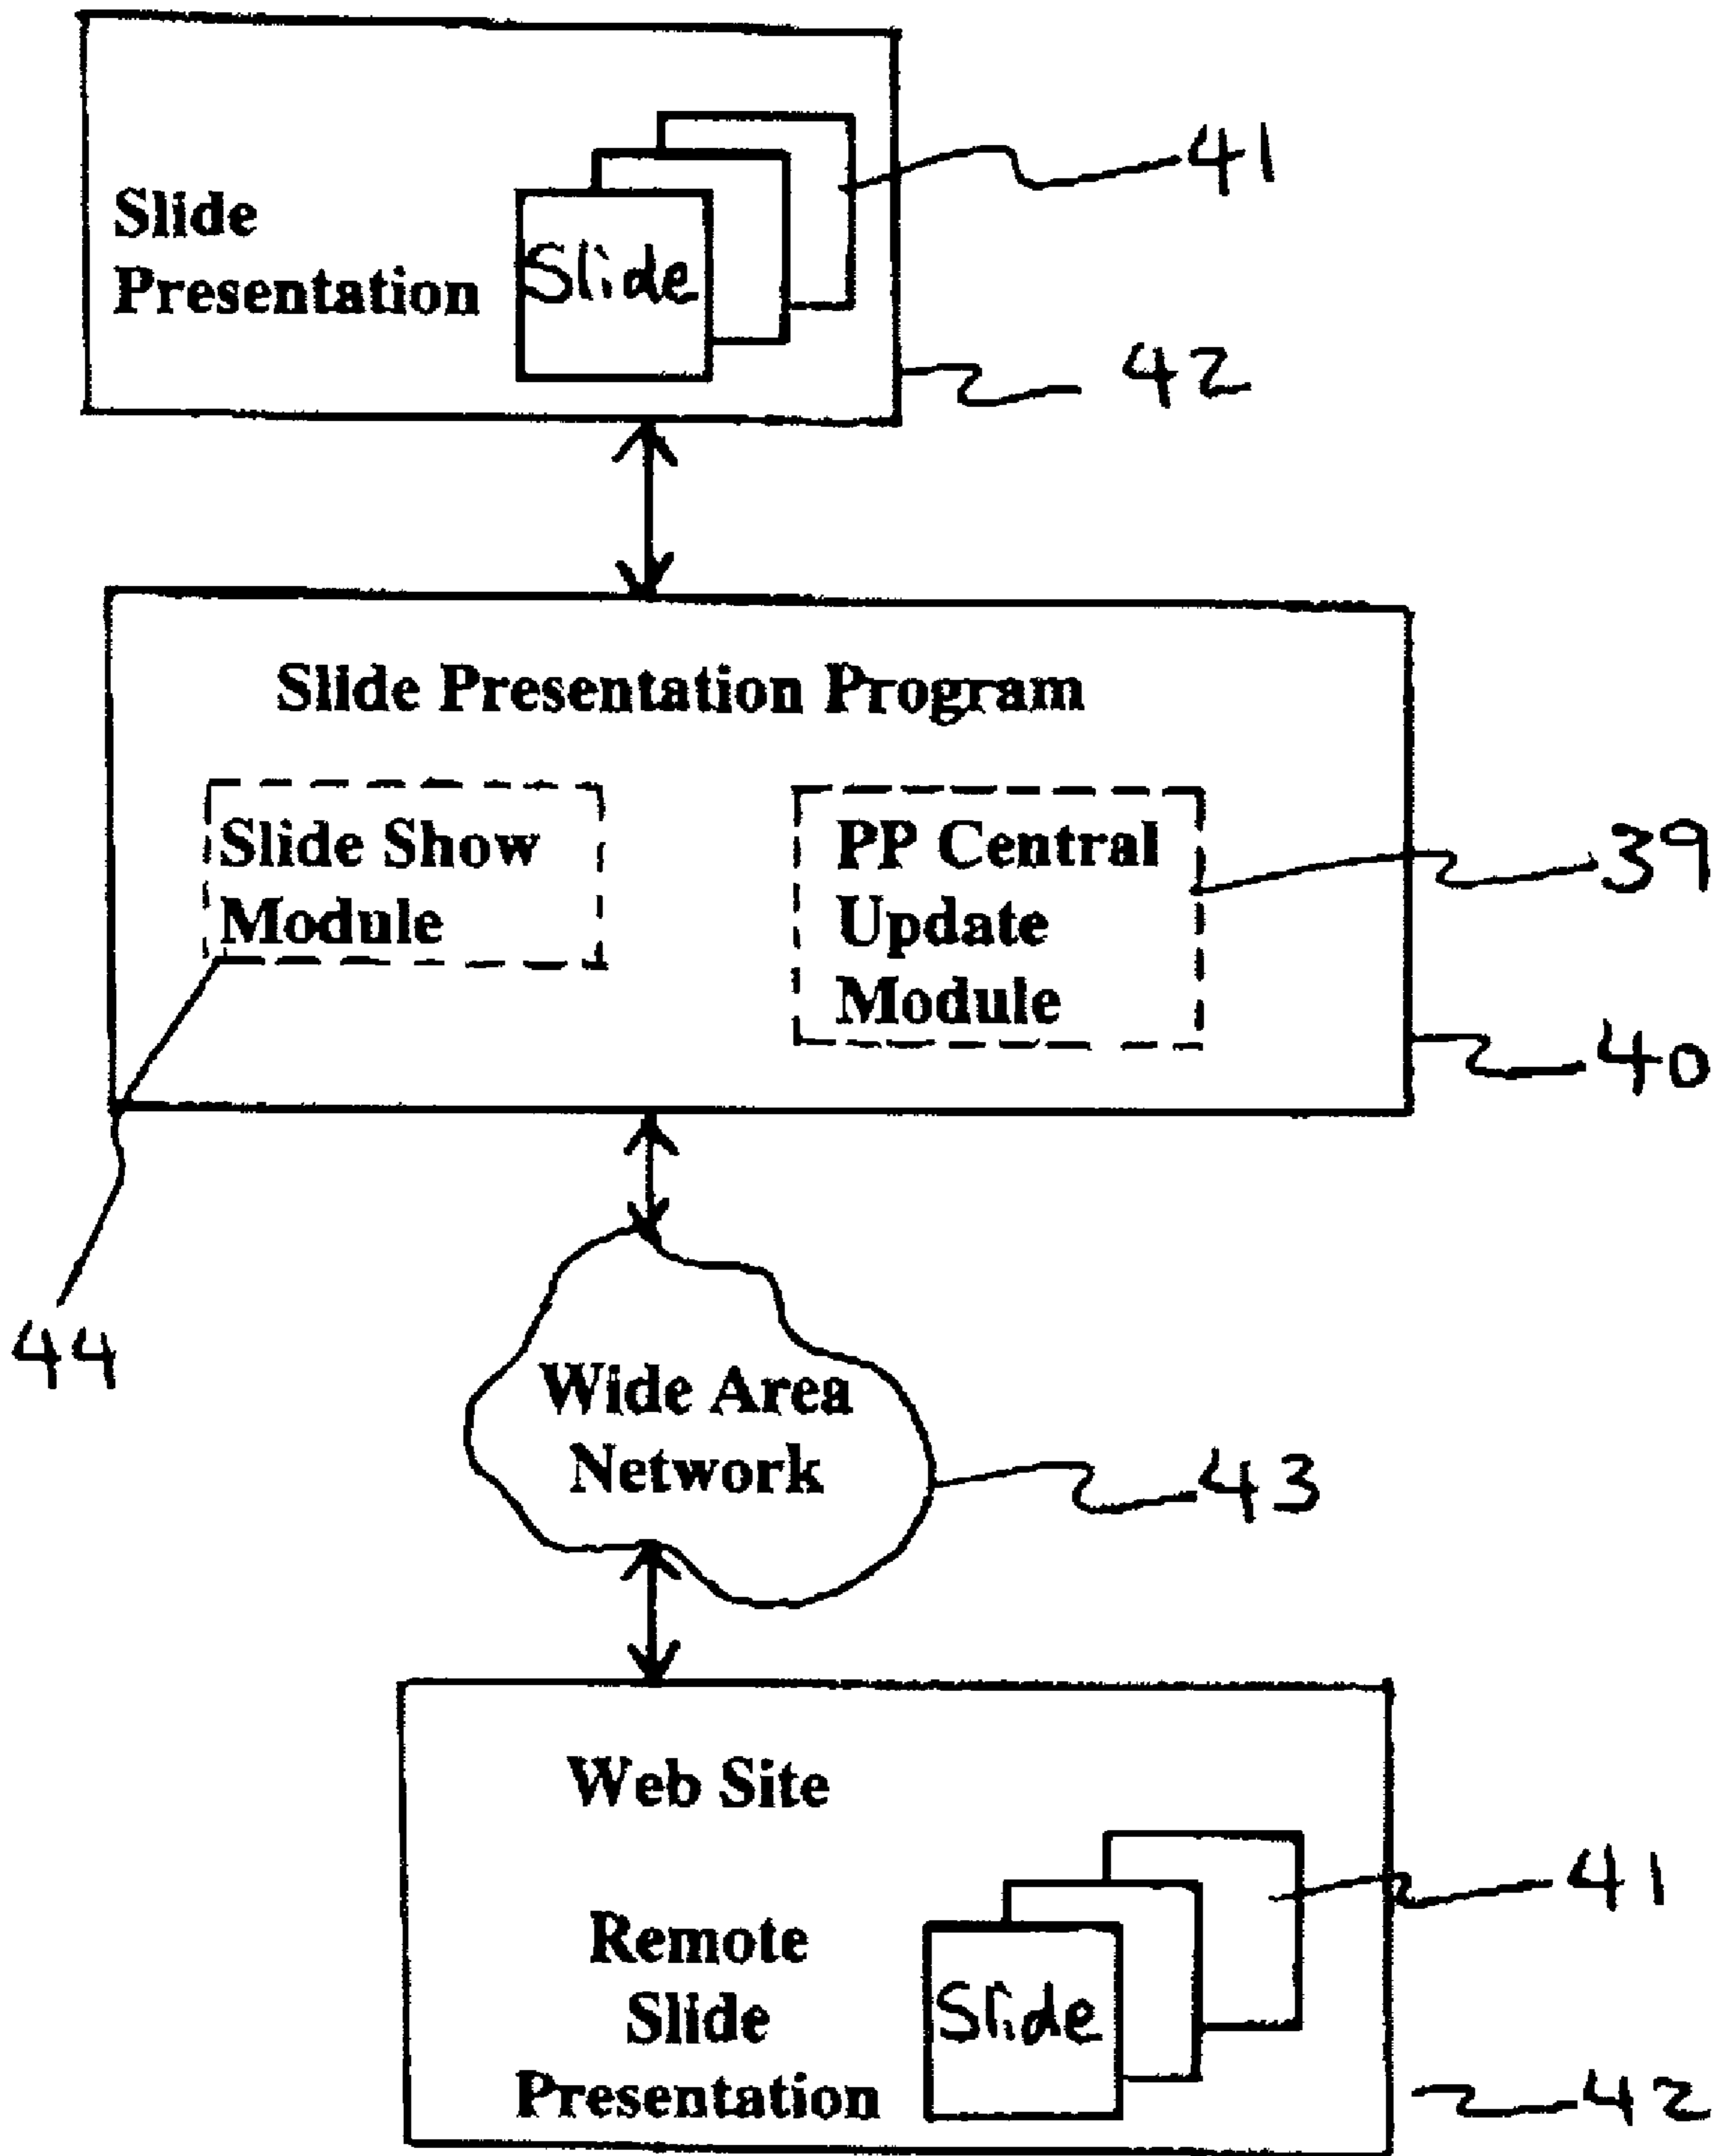 41
Slide
Presentation
Slide
42
Slide Presentation Program
Slide Show
Module
PP Central
Update
Module
39
40
44
Wide Area
Network
43
Web Site
41
Remote
Slide
Presentation
Slide
42